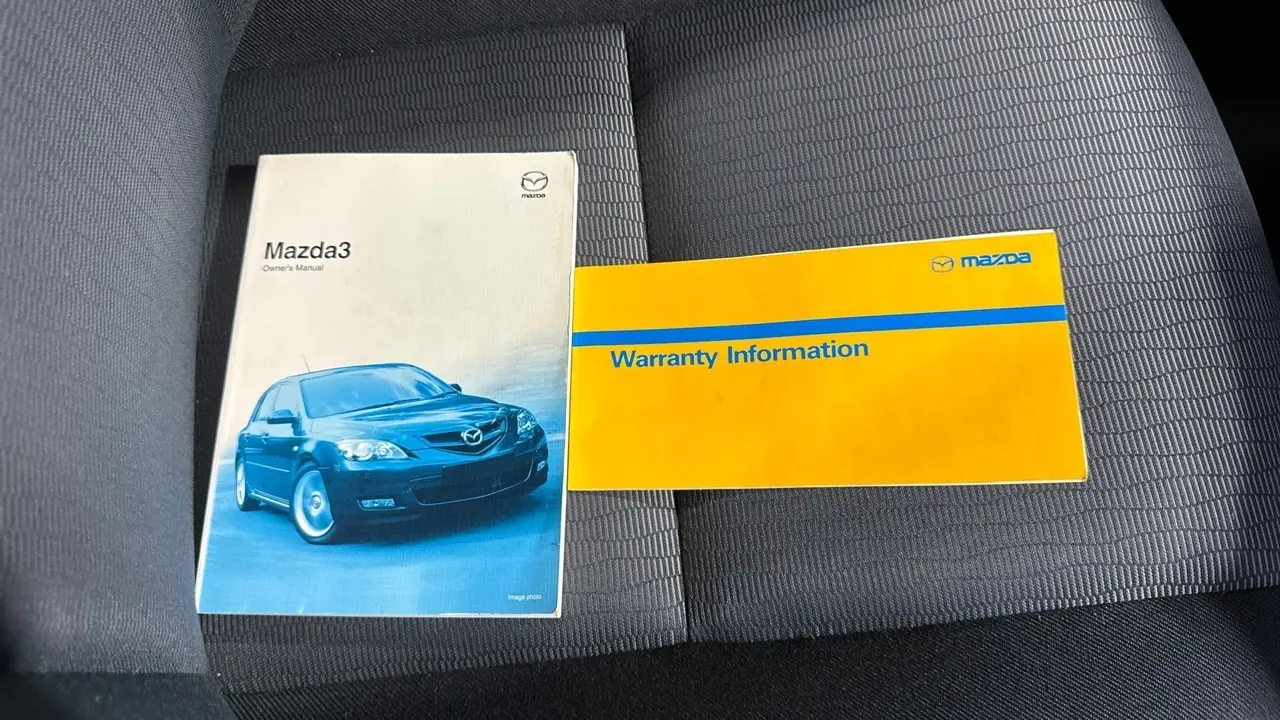 mazda
Mazda3
Owner's Manual
Image photo
mazda
Warranty Information